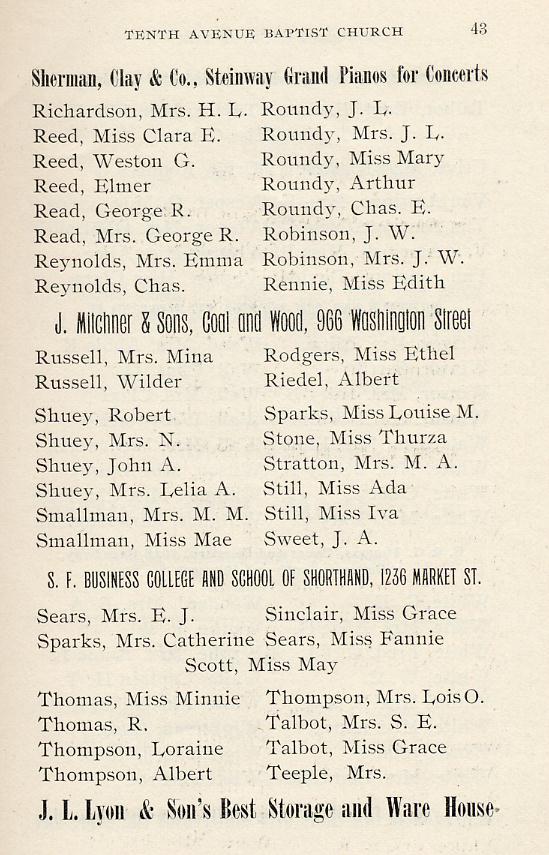 TENTH AVENUE BAPTIST CHURCH 43
Sherman, Clay & Co., Steinway Grand Pianos for Concerts
Richardson, Mrs. H. L. Roundy, J. L.
Reed, Miss Clara E. Roundy, Mrs. J. L.
Reed, Weston G. Roundy, Miss Mary
Reed, Elmer Roundy, Arthur
Read, George R. Roundy, Chas. E.
Read, Mrs. George R. Robinson, J. W.
Reynolds, Mrs. Emma Robinson, Mrs. J. W.
Reynolds, Chas. Rennie, Miss Edith
J. Mitchner & Sons, Coal and Wood, 966 Washington Street
Russell, Mrs. Mina Rodgers, Miss Ethel
Russell, Wilder Riedel, Albert
Shuey, Robert Sparks, Miss Louise M.
Shuey, Mrs. N. Stone, Miss Thurza
Shuey, John A. Stratton, Mrs. M. A.
Shuey, Mrs. Lelia A. Still, Miss Ada
Smallman, Mrs. M. M. Still, Miss Iva
Smallman, Miss Mae Sweet, J. A.
S. F. BUSINESS COLLEGE AND SCHOOL OF SHORTHAND, 1236 MARKET ST.
Sears, Mrs. E. J. Sinclair, Miss Grace
Sparks, Mrs. Catherine Sears, Miss Fannie
Scott, Miss May
Thomas, Miss Minnie Thompson, Mrs. Lois O.
Thomas, R. Talbot, Mrs. S. E.
Thompson, Loraine Talbot, Miss Grace
Thompson, Albert Teeple, Mrs.
J. L. Lyon & Son's Best Storage and Ware House